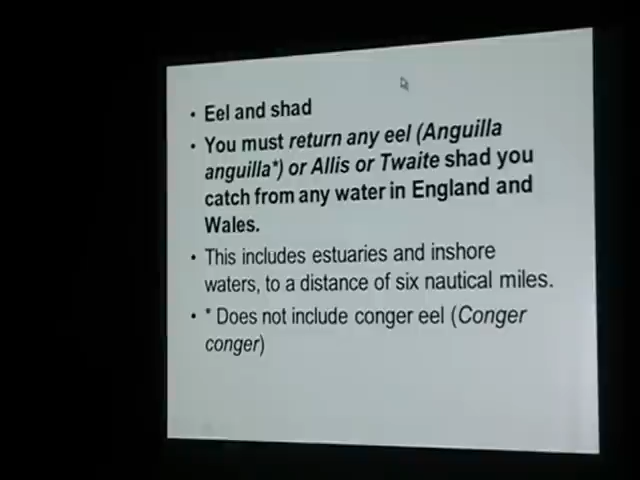 • Eel and shad
• You must return any eel (Anguilla
anguilla*) or Allis or Twaite shad you
catch from any water in England and
Wales.
• This includes estuaries and inshore
waters, to a distance of six nautical miles.
• * Does not include conger eel (Conger
conger)